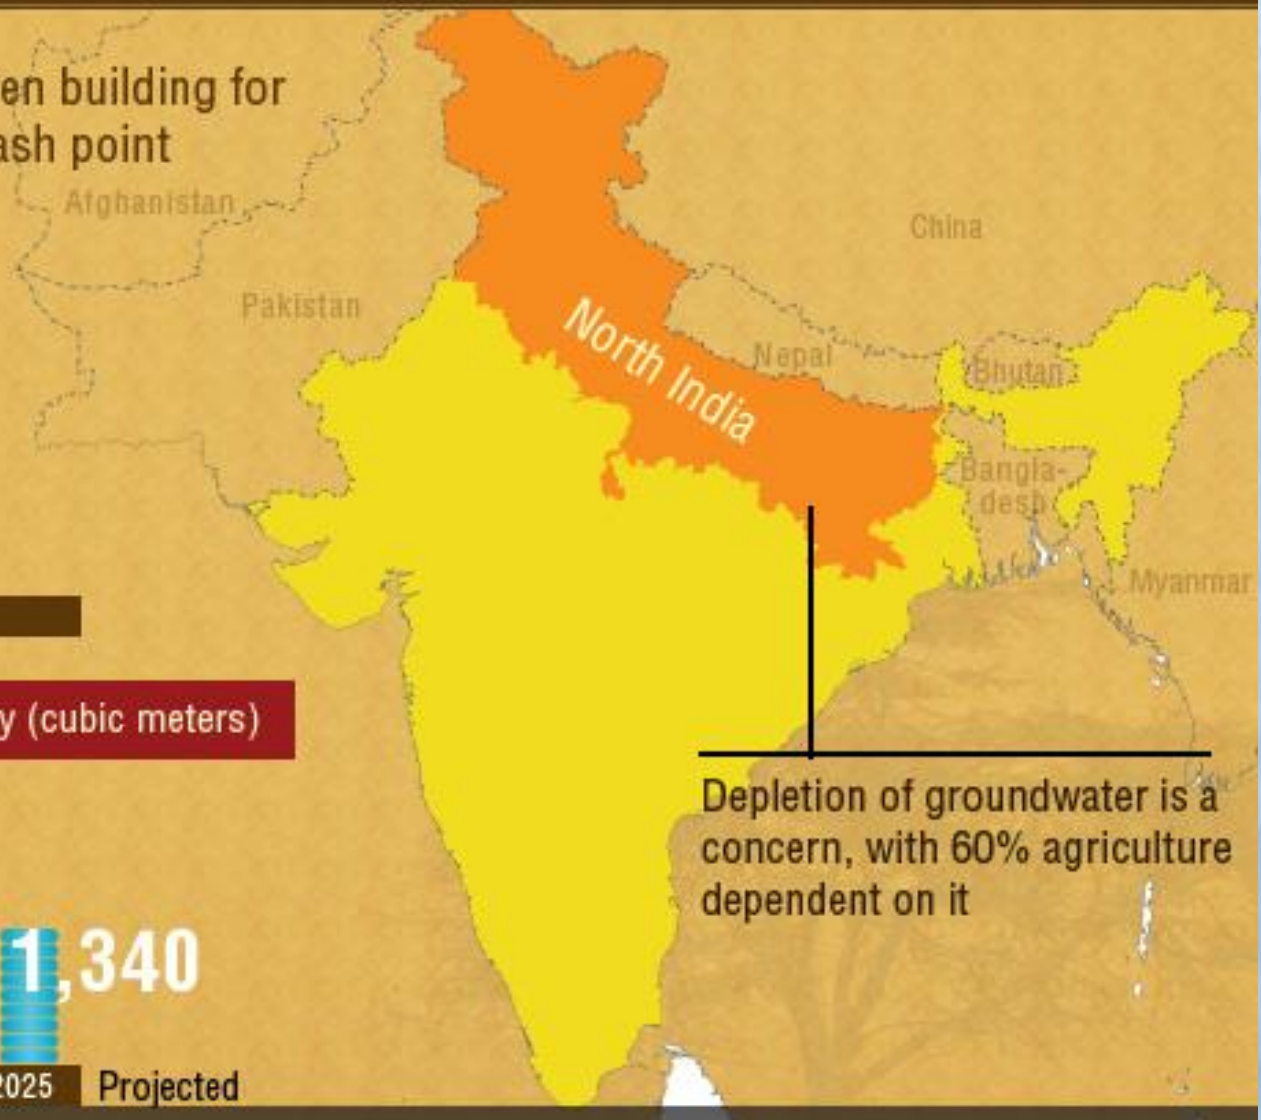 en building for
ash point
Afghanistan
China
Pakistan
North India
Nepal
Bhutan
Bangla-
desh
Myanmar
y (cubic meters)
Depletion of groundwater is a
concern, with 60% agriculture
dependent on it
1,340
2025 Projected